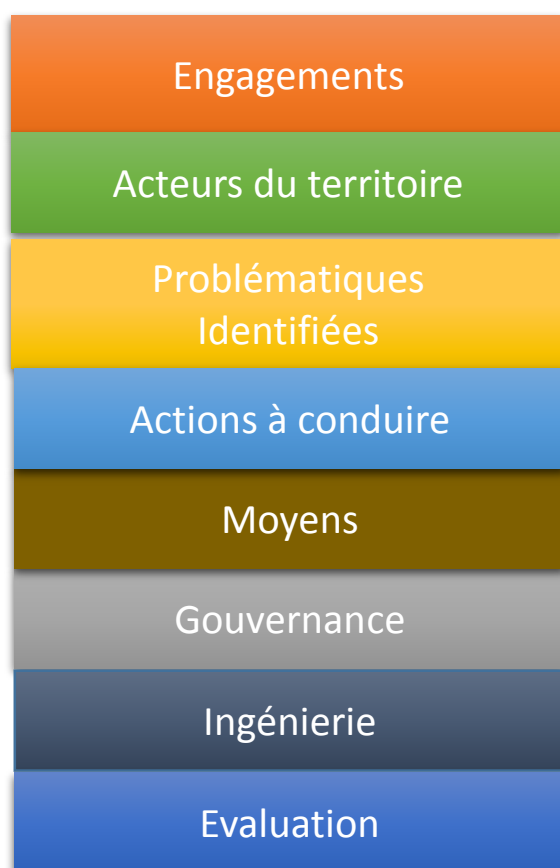 Engagements
Acteurs du territoire
Problématiques
Identifiées
Actions à conduire
Moyens
Gouvernance
Ingénierie
Evaluation